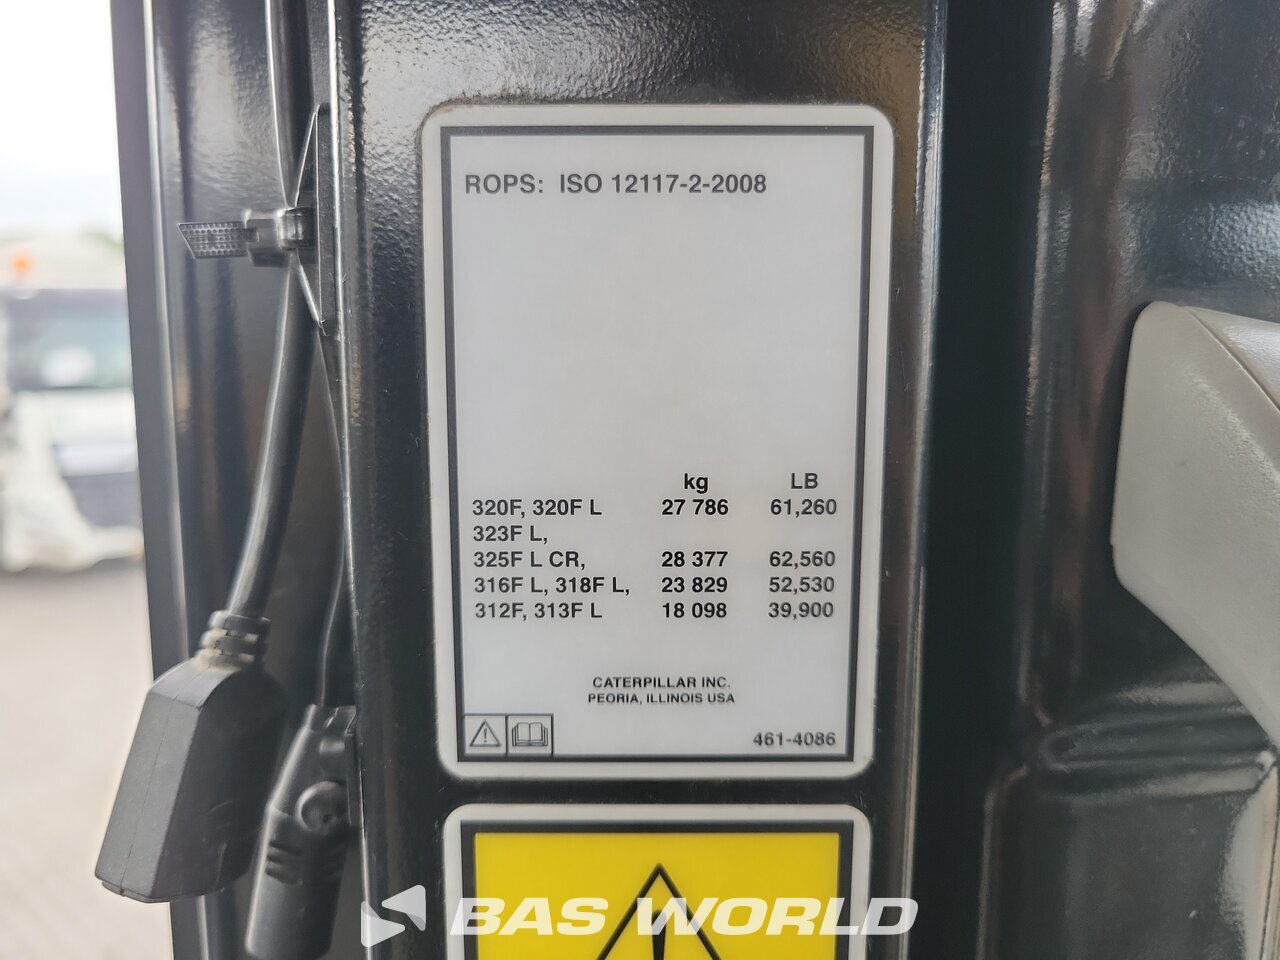 ROPS: ISO 12117-2-2008
kg LB
320F, 320F L 27 786 61,260
323F L,
325F L CR, 28 377 62,560
316F L, 318F L, 23 829 52,530
312F, 313F L 18 098 39,900
CATERPILLAR INC.
PEORIA, ILLINOIS USA
461-4086
BAS WORLD